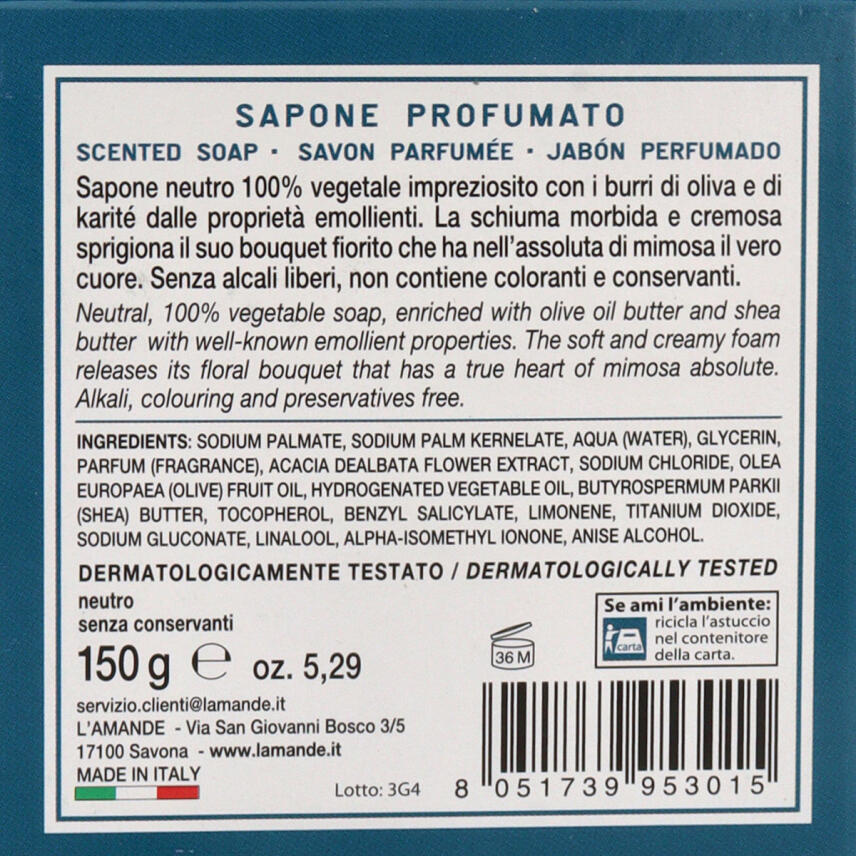 SAPONE PROFUMATO
SCENTED SOAP · SAVON PARFUMÉE · JABÓN PERFUMADO
Sapone neutro 100% vegetale impreziosito con i burri di oliva e di
karité dalle proprietà emollienti. La schiuma morbida e cremosa
sprigiona il suo bouquet fiorito che ha nell'assoluta di mimosa il vero
cuore. Senza alcali liberi, non contiene coloranti e conservanti.
Neutral, 100% vegetable soap, enriched with olive oil butter and shea
butter with well-known emollient properties. The soft and creamy foam
releases its floral bouquet that has a true heart of mimosa absolute.
Alkali, colouring and preservatives free.
INGREDIENTS: SODIUM PALMATE, SODIUM PALM KERNELATE, AQUA (WATER), GLYCERIN,
PARFUM (FRAGRANCE), ACACIA DEALBATA FLOWER EXTRACT, SODIUM CHLORIDE, OLEA
EUROPAEA (OLIVE) FRUIT OIL, HYDROGENATED VEGETABLE OIL, BUTYROSPERMUM PARKII
(SHEA) BUTTER, TOCOPHEROL, BENZYL SALICYLATE, LIMONENE, TITANIUM DIOXIDE,
SODIUM GLUCONATE, LINALOOL, ALPHA-ISOMETHYL IONONE, ANISE ALCOHOL.
DERMATOLOGICAMENTE TESTATO / DERMATOLOGICALLY TESTED
neutro
senza conservanti
150 g ℮ oz. 5,29
36 M
Se ami l'ambiente:
ricicla l'astuccio
nel contenitore
della carta.
carta
servizio.clienti@lamande.it
L'AMANDE - Via San Giovanni Bosco 3/5
17100 Savona - www.lamande.it
MADE IN ITALY
Lotto: 3G4
8 051739 953015